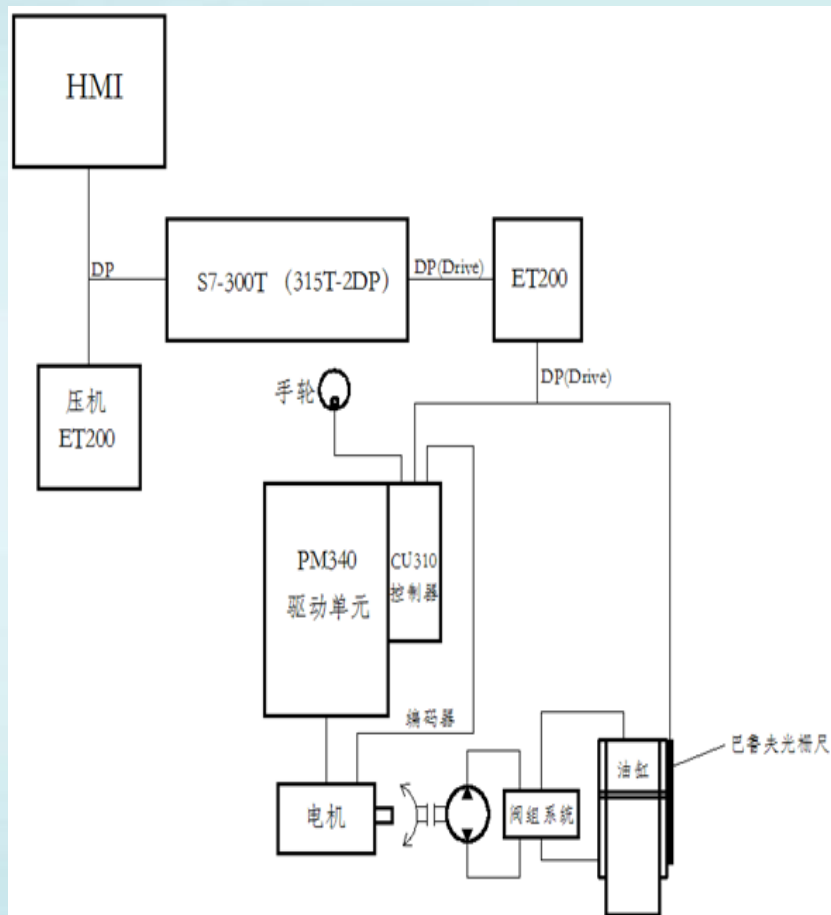 HMI
DP
S7-300T（315T-2DP）
DP(Drive)
ET200
DP(Drive)
压机
ET200
手轮
PM340
驱动单元
CU310
控制器
编码器
电机
阀组系统
油缸
巴鲁夫光栅尺